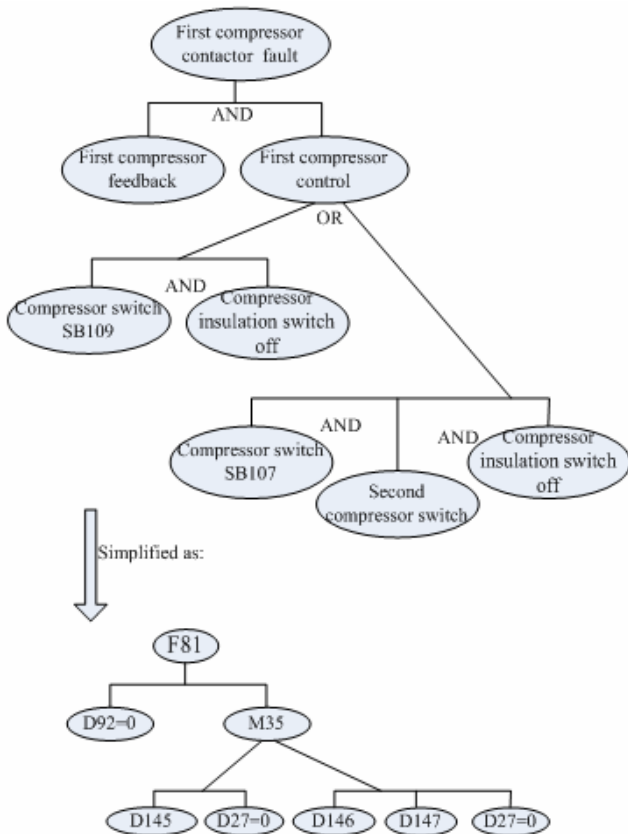 First compressor
contactor fault
AND
First compressor
feedback
First compressor
control
OR
AND
Compressor switch
SB109
Compressor
insulation switch
off
AND
AND
Compressor switch
SB107
Second
compressor switch
Compressor
insulation switch
off
Simplified as:
F81
D92=0
M35
D145
D27=0
D146
D147
D27=0